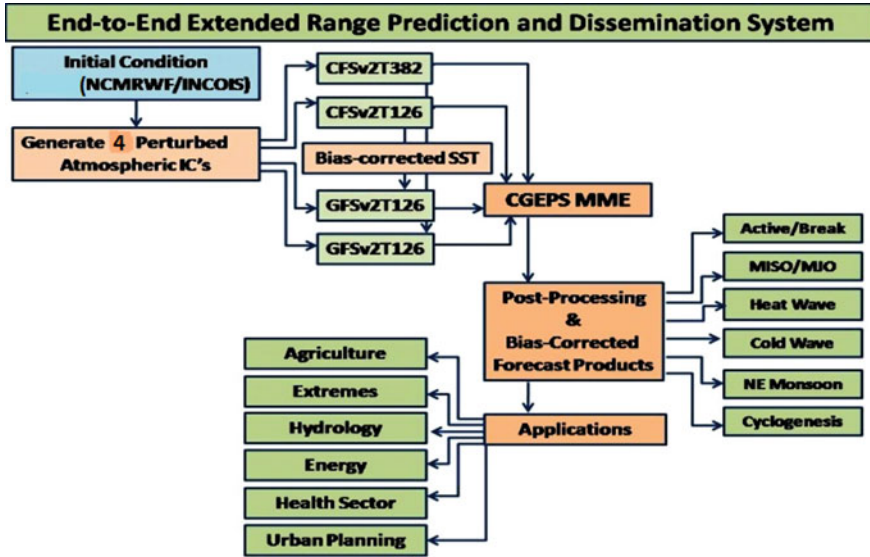 End-to-End Extended Range Prediction and Dissemination System
Initial Condition
(NCMRWF/INCOIS)
Generate 4 Perturbed
Atmospheric IC's
CFSv2T382
CFSv2T126
Bias-corrected SST
GFSv2T126
GFSv2T126
CGEPS MME
Post-Processing
&
Bias-Corrected
Forecast Products
Active/Break
MISO/MJO
Heat Wave
Cold Wave
NE Monsoon
Cyclogenesis
Applications
Agriculture
Extremes
Hydrology
Energy
Health Sector
Urban Planning